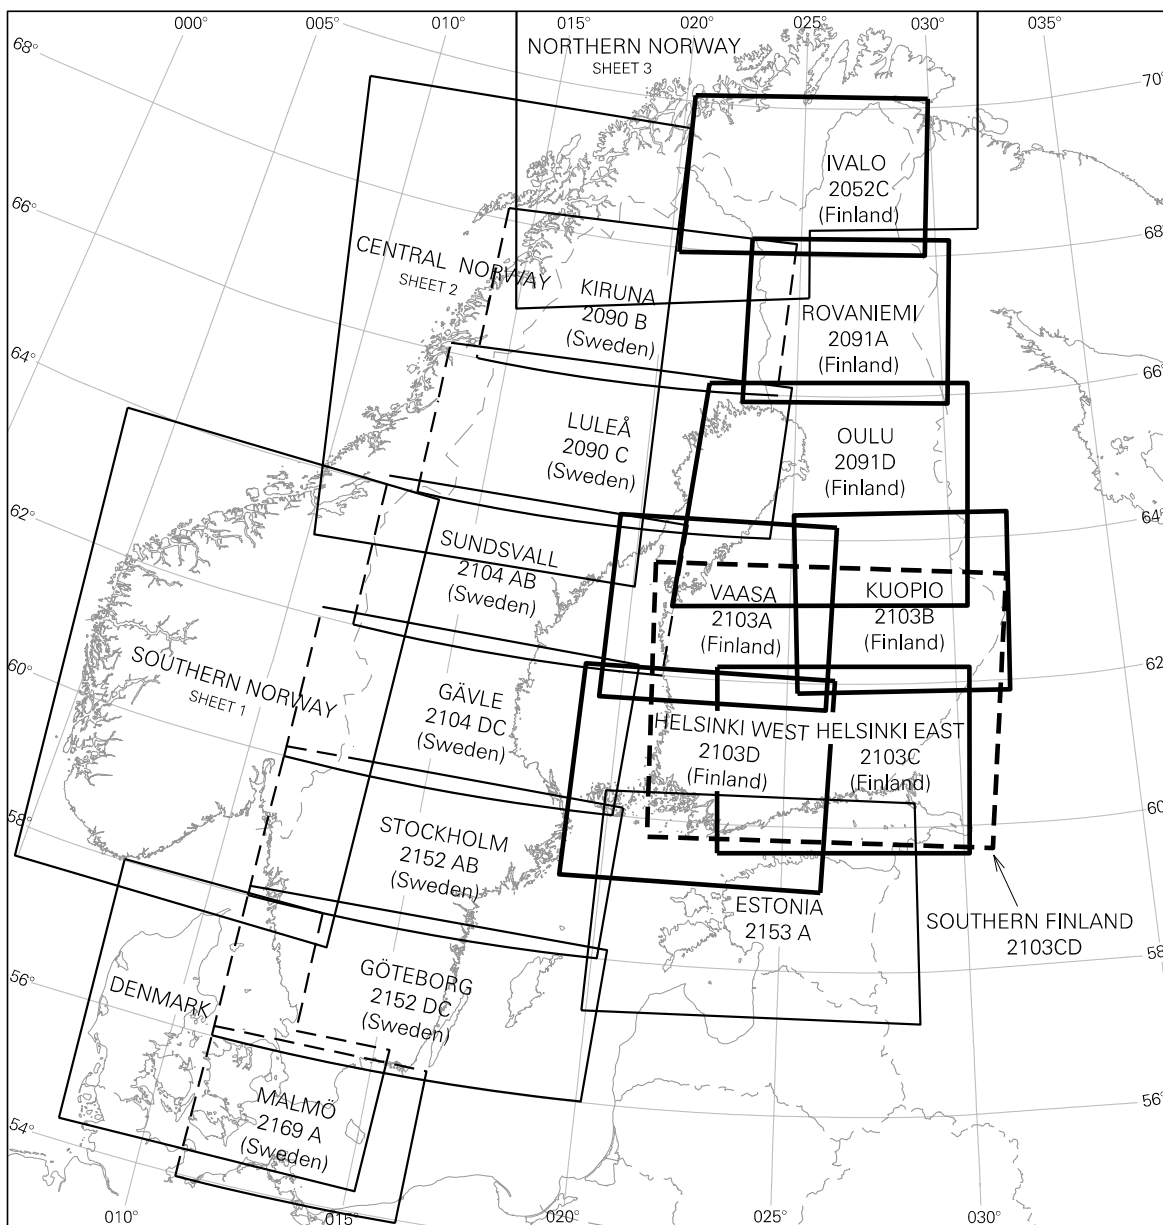 000°
005°
010°
015°
020°
025°
030°
035°
68°
66°
64°
62°
60°
58°
56°
54°
70°
68°
66°
64°
62°
60°
58°
56°
010°
015°
020°
025°
030°
NORTHERN NORWAY
SHEET 3
IVALO
2052C
(Finland)
CENTRAL NORWAY
SHEET 2
KIRUNA
2090 B
(Sweden)
ROVANIEMI
2091A
(Finland)
LULEÅ
2090 C
(Sweden)
OULU
2091D
(Finland)
SUNDSVALL
2104 AB
(Sweden)
VAASA
2103A
(Finland)
KUOPIO
2103B
(Finland)
SOUTHERN NORWAY
SHEET 1
GÄVLE
2104 DC
(Sweden)
HELSINKI WEST
2103D
(Finland)
HELSINKI EAST
2103C
(Finland)
STOCKHOLM
2152 AB
(Sweden)
ESTONIA
2153 A
SOUTHERN FINLAND
2103CD
DENMARK
GÖTEBORG
2152 DC
(Sweden)
MALMÖ
2169 A
(Sweden)